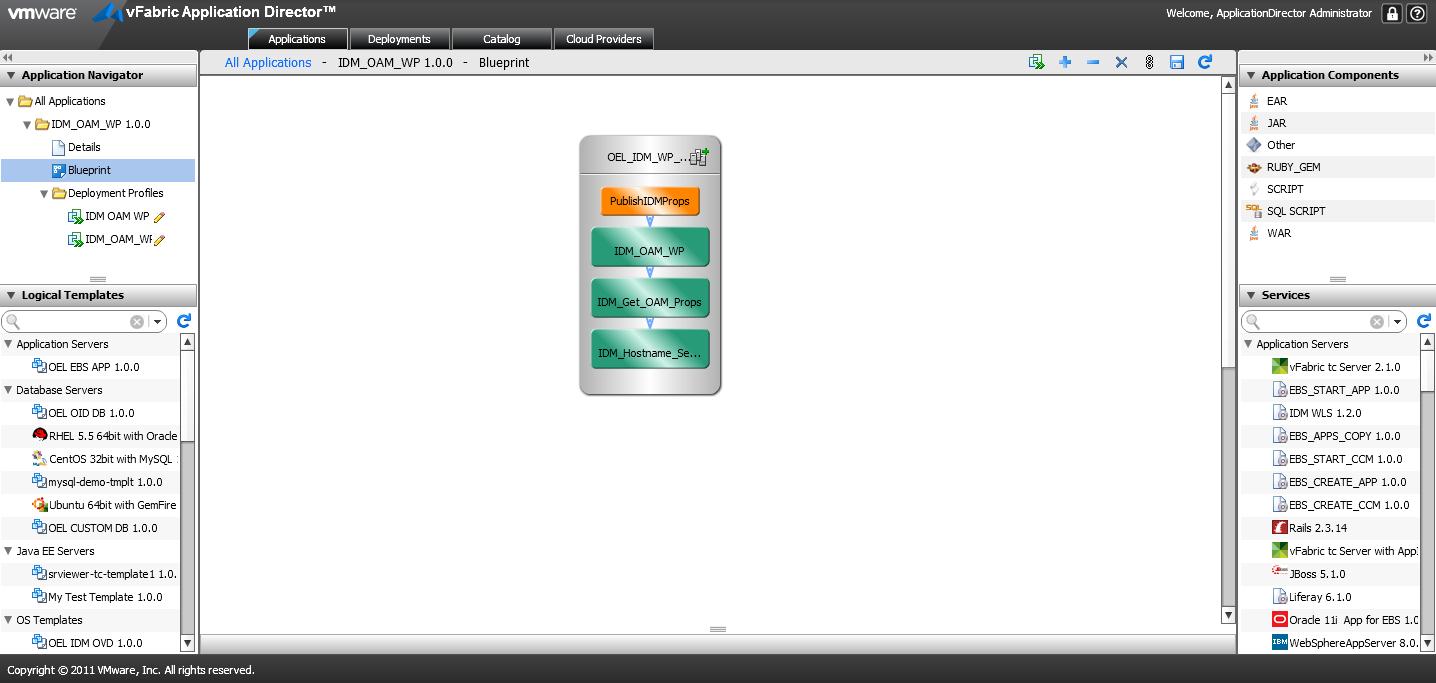 vmware vFabric Application Director™
Welcome, ApplicationDirector Administrator
Applications
Deployments
Catalog
Cloud Providers
Application Navigator
All Applications
IDM_OAM_WP 1.0.0
Details
Blueprint
Deployment Profiles
IDM OAM WP
IDM_OAM_WF
Logical Templates
Application Servers
OEL EBS APP 1.0.0
Database Servers
OEL OID DB 1.0.0
RHEL 5.5 64bit with Oracle
CentOS 32bit with MySQL
mysql-demo-tmplt 1.0.0
Ubuntu 64bit with GemFire
OEL CUSTOM DB 1.0.0
Java EE Servers
srviewer-tc-template1 1.0.
My Test Template 1.0.0
OS Templates
OEL IDM OVD 1.0.0
All Applications - IDM_OAM_WP 1.0.0 - Blueprint
OEL_IDM_WP_...
PublishIDMProps
IDM_OAM_WP
IDM_Get_OAM_Props
IDM_Hostname_Se...
Application Components
EAR
JAR
Other
RUBY_GEM
SCRIPT
SQL SCRIPT
WAR
Services
Application Servers
vFabric tc Server 2.1.0
EBS_START_APP 1.0.0
IDM WLS 1.2.0
EBS_APPS_COPY 1.0.0
EBS_START_CCM 1.0.0
EBS_CREATE_APP 1.0.0
EBS_CREATE_CCM 1.0.0
Rails 2.3.14
vFabric tc Server with App
JBoss 5.1.0
Liferay 6.1.0
Oracle 11i App for EBS 1.0
WebSphereAppServer 8.0.
Copyright © 2011 VMware, Inc. All rights reserved.